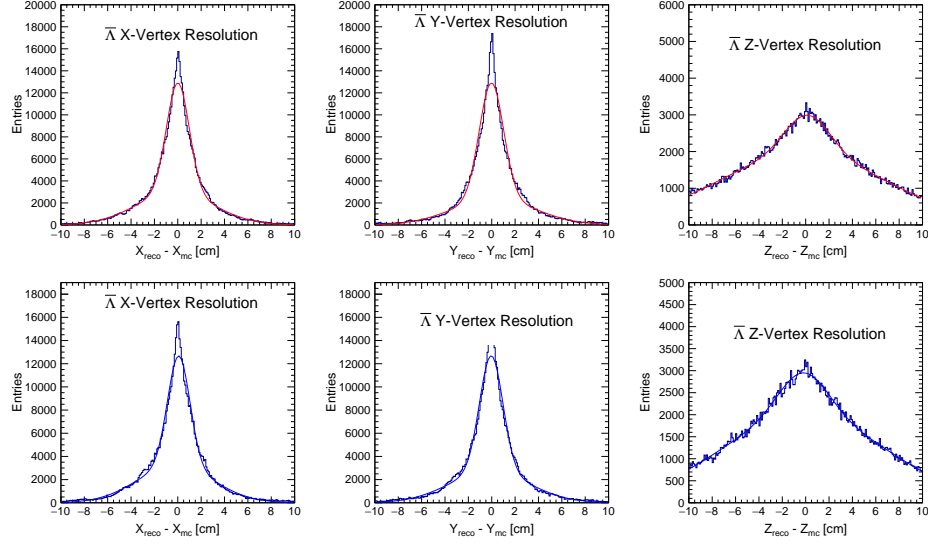 Λ̅ X-Vertex Resolution
Entries
20000
18000
16000
14000
12000
10000
8000
6000
4000
2000
0
−10 −8 −6 −4 −2 0 2 4 6 8 10
X_reco - X_mc [cm]
Λ̅ Y-Vertex Resolution
Entries
20000
18000
16000
14000
12000
10000
8000
6000
4000
2000
0
−10 −8 −6 −4 −2 0 2 4 6 8 10
Y_reco - Y_mc [cm]
Λ̅ Z-Vertex Resolution
Entries
6000
5000
4000
3000
2000
1000
0
−10 −8 −6 −4 −2 0 2 4 6 8 10
Z_reco - Z_mc [cm]
Λ̅ X-Vertex Resolution
Entries
18000
16000
14000
12000
10000
8000
6000
4000
2000
0
−10 −8 −6 −4 −2 0 2 4 6 8 10
X_reco - X_mc [cm]
Λ̅ Y-Vertex Resolution
Entries
18000
16000
14000
12000
10000
8000
6000
4000
2000
0
−10 −8 −6 −4 −2 0 2 4 6 8 10
Y_reco - Y_mc [cm]
Λ̅ Z-Vertex Resolution
Entries
5000
4500
4000
3500
3000
2500
2000
1500
1000
500
0
−10 −8 −6 −4 −2 0 2 4 6 8 10
Z_reco - Z_mc [cm]